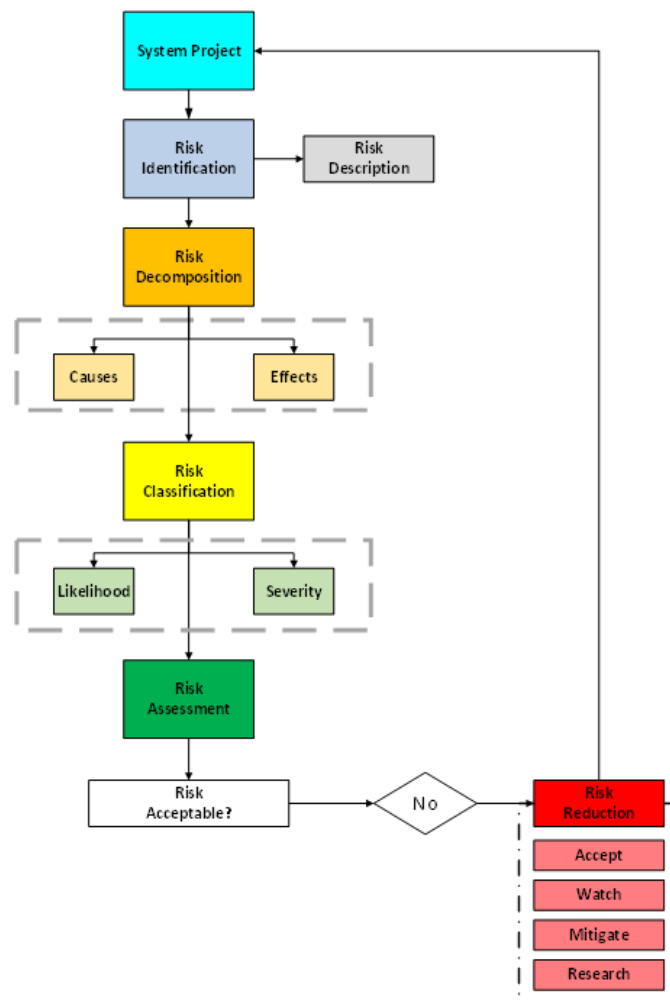 System Project
Risk
Identification
Risk
Description
Risk
Decomposition
Causes
Effects
Risk
Classification
Likelihood
Severity
Risk
Assessment
Risk
Acceptable?
No
Risk
Reduction
Accept
Watch
Mitigate
Research